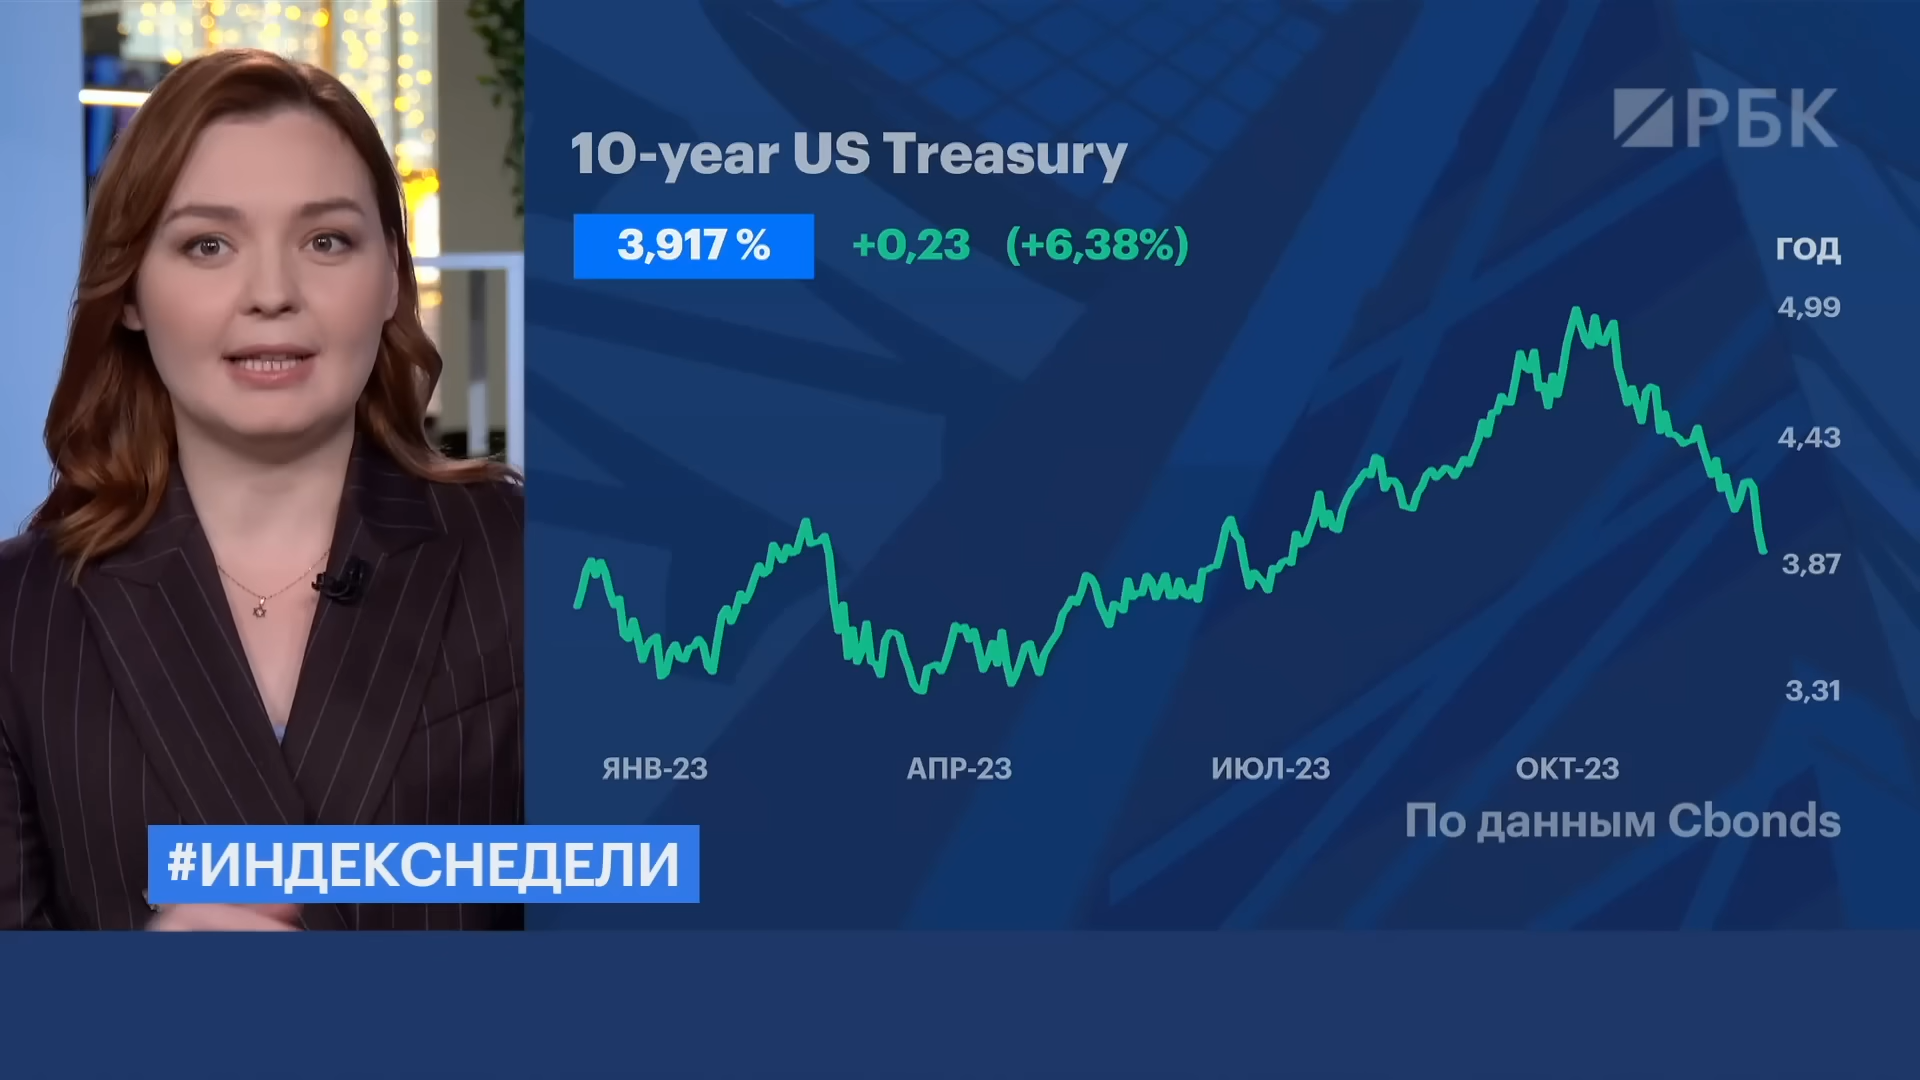 РБК
10-year US Treasury
3,917 % +0,23 (+6,38%)
ГОД
4,99
4,43
3,87
3,31
ЯНВ-23 АПР-23 ИЮЛ-23 ОКТ-23
По данным Cbonds
#ИНДЕКСНЕДЕЛИ